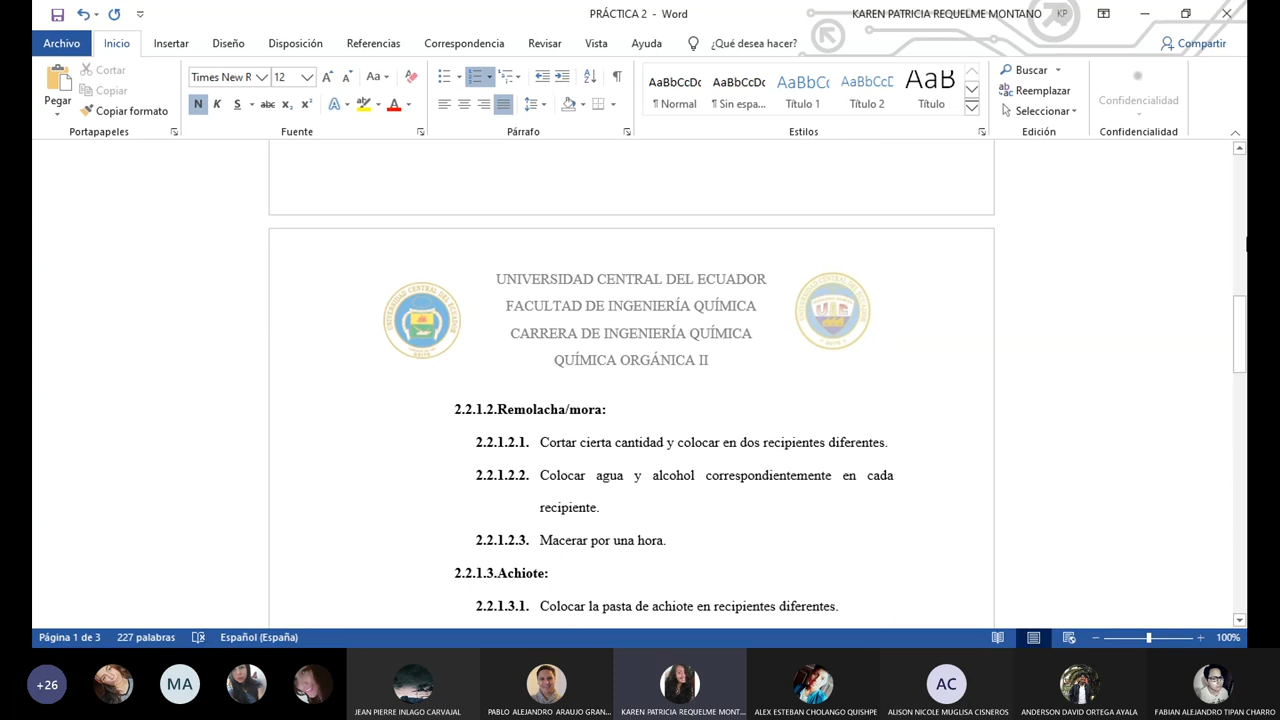 PRÁCTICA 2 - Word
KAREN PATRICIA REQUELME MONTANO
KP
Archivo
Inicio
Insertar
Diseño
Disposición
Referencias
Correspondencia
Revisar
Vista
Ayuda
¿Qué desea hacer?
Compartir
Pegar
Cortar
Copiar
Copiar formato
Portapapeles
Times New R
12
Fuente
Párrafo
AaBbCcDc
¶ Normal
AaBbCcDc
¶ Sin espa...
AaBbCc
Título 1
AaBbCcD
Título 2
AaB
Título
Estilos
Buscar
Reemplazar
Seleccionar
Edición
Confidencialidad
Confidencialidad
UNIVERSIDAD CENTRAL DEL ECUADOR
FACULTAD DE INGENIERÍA QUÍMICA
CARRERA DE INGENIERÍA QUÍMICA
QUÍMICA ORGÁNICA II
2.2.1.2.Remolacha/mora:
2.2.1.2.1. Cortar cierta cantidad y colocar en dos recipientes diferentes.
2.2.1.2.2. Colocar agua y alcohol correspondientemente en cada
recipiente.
2.2.1.2.3. Macerar por una hora.
2.2.1.3.Achiote:
2.2.1.3.1. Colocar la pasta de achiote en recipientes diferentes.
Página 1 de 3
227 palabras
Español (España)
100%
+26
MA
JEAN PIERRE INLAGO CARVAJAL
PABLO ALEJANDRO ARAUJO GRAN...
KAREN PATRICIA REQUELME MONT...
ALEX ESTEBAN CHOLANGO QUISHPE
AC
ALISON NICOLE MUGLISA CISNEROS
ANDERSON DAVID ORTEGA AYALA
FABIAN ALEJANDRO TIPAN CHARRO